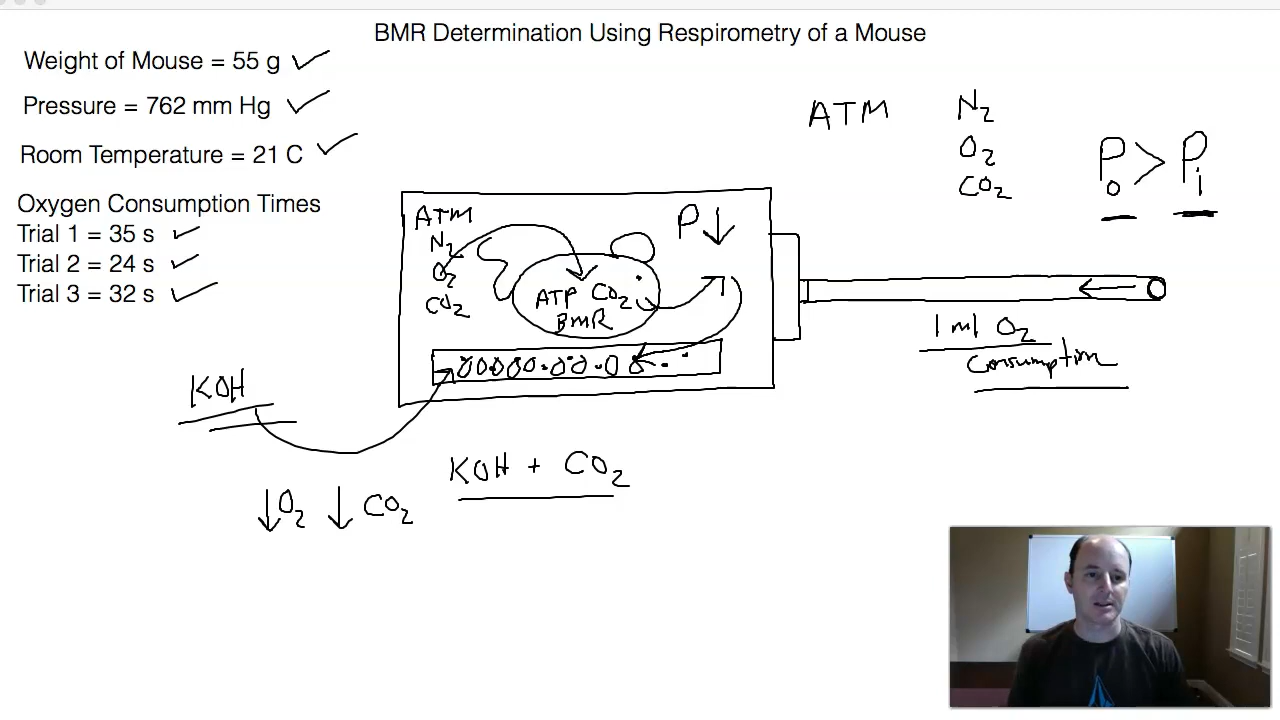 BMR Determination Using Respirometry of a Mouse
Weight of Mouse = 55 g
Pressure = 762 mm Hg
Room Temperature = 21 C
Oxygen Consumption Times
Trial 1 = 35 s
Trial 2 = 24 s
Trial 3 = 32 s
ATM
N2
O2
CO2
Po > Pi
ATM
N2
O2
CO2
P↓
ATP CO2
BMR
1 ml O2
Consumption
KOH
KOH + CO2
↓O2 ↓CO2